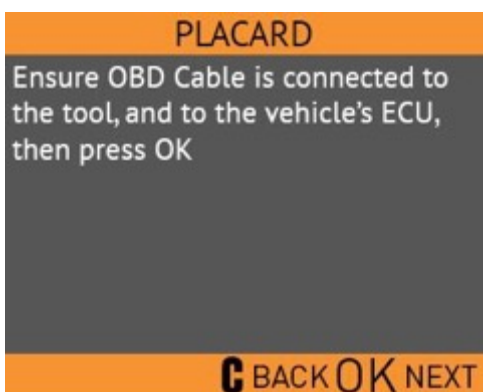 PLACARD
Ensure OBD Cable is connected to
the tool, and to the vehicle's ECU,
then press OK
C BACK OK NEXT